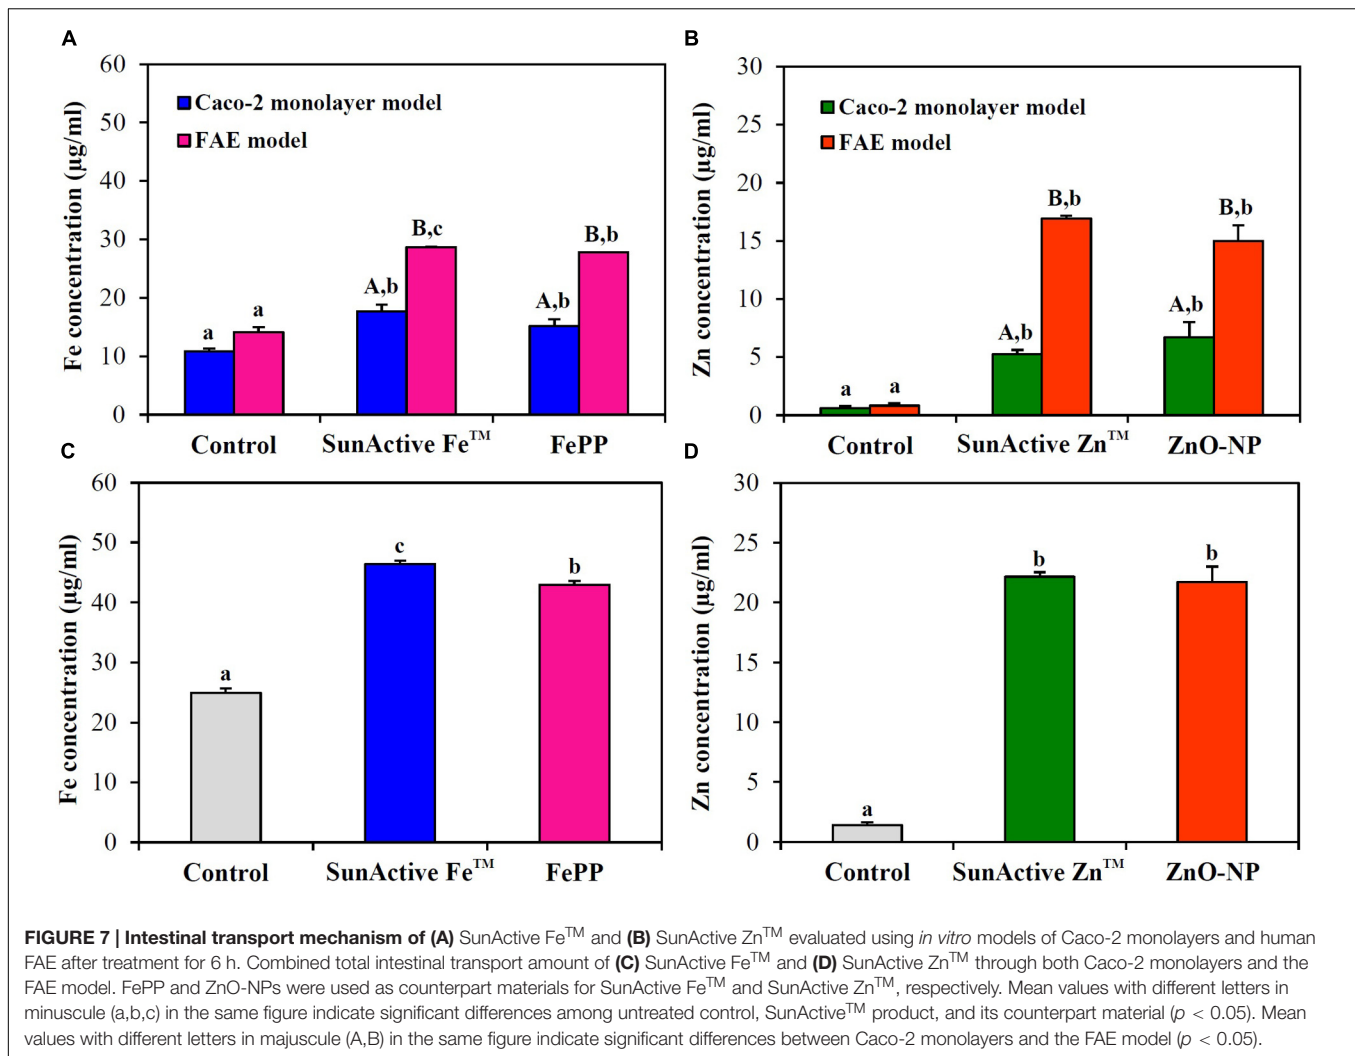 A
B
60
50
40
30
20
10
0
Fe concentration (µg/ml)
Caco-2 monolayer model
FAE model
a
a
A,b
B,c
A,b
B,b
Control
SunActive Fe™
FePP
30
25
20
15
10
5
0
Zn concentration (µg/ml)
Caco-2 monolayer model
FAE model
a
a
A,b
B,b
A,b
B,b
Control
SunActive Zn™
ZnO-NP
C
D
60
50
40
30
20
10
0
Fe concentration (µg/ml)
a
c
b
Control
SunActive Fe™
FePP
30
25
20
15
10
5
0
Zn concentration (µg/ml)
a
b
b
Control
SunActive Zn™
ZnO-NP
FIGURE 7 | Intestinal transport mechanism of (A) SunActive Fe™ and (B) SunActive Zn™ evaluated using in vitro models of Caco-2 monolayers and human
FAE after treatment for 6 h. Combined total intestinal transport amount of (C) SunActive Fe™ and (D) SunActive Zn™ through both Caco-2 monolayers and the
FAE model. FePP and ZnO-NPs were used as counterpart materials for SunActive Fe™ and SunActive Zn™, respectively. Mean values with different letters in
minuscule (a,b,c) in the same figure indicate significant differences among untreated control, SunActive™ product, and its counterpart material (p < 0.05). Mean
values with different letters in majuscule (A,B) in the same figure indicate significant differences between Caco-2 monolayers and the FAE model (p < 0.05).